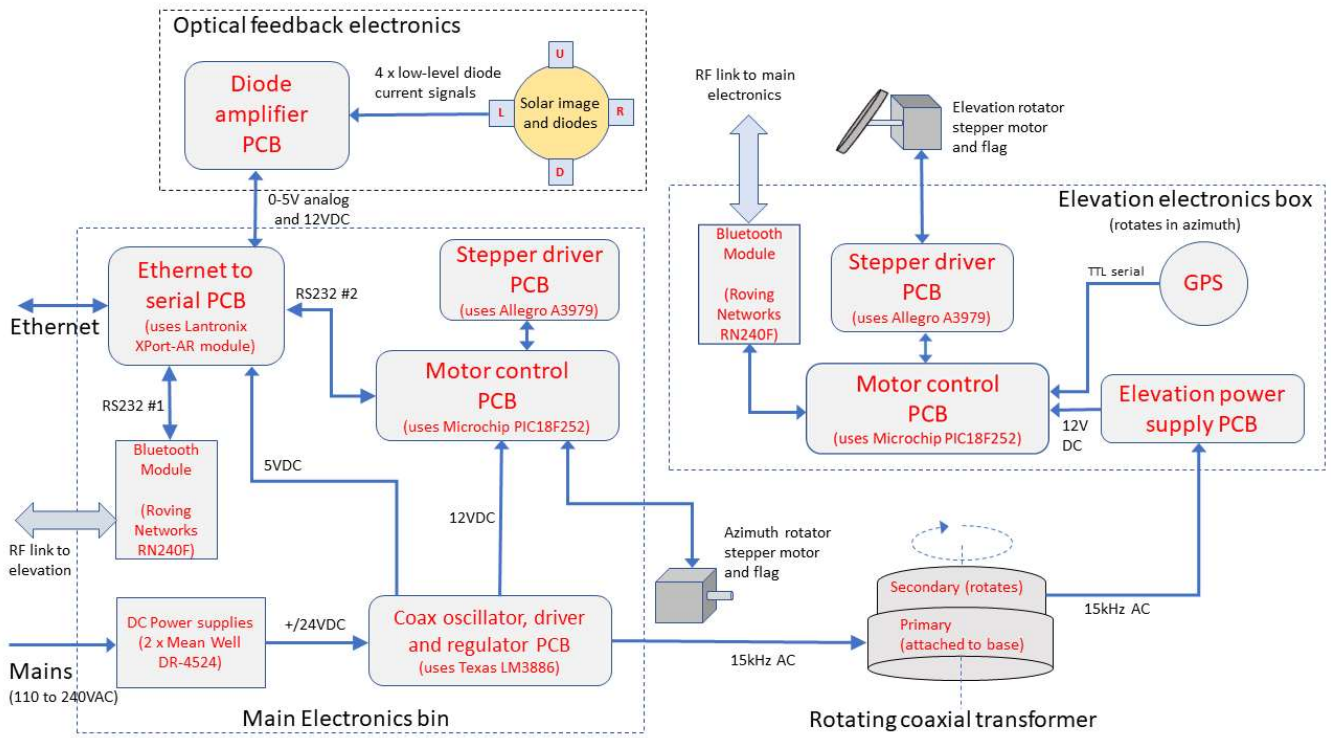 Optical feedback electronics
Diode
amplifier
PCB
4 x low-level diode
current signals
U
L
R
D
Solar image
and diodes
0-5V analog
and 12VDC
RF link to main
electronics
Elevation rotator
stepper motor
and flag
Elevation electronics box
(rotates in azimuth)
Bluetooth
Module
(Roving
Networks
RN240F)
Stepper driver
PCB
(uses Allegro A3979)
TTL serial
GPS
Motor control
PCB
(uses Microchip PIC18F252)
12V
DC
Elevation power
supply PCB
Ethernet to
serial PCB
(uses Lantronix
XPort-AR module)
Ethernet
RS232 #2
Stepper driver
PCB
(uses Allegro A3979)
Motor control
PCB
(uses Microchip PIC18F252)
RS232 #1
Bluetooth
Module
(Roving
Networks
RN240F)
RF link to
elevation
5VDC
12VDC
Azimuth rotator
stepper motor
and flag
DC Power supplies
(2 x Mean Well
DR-4524)
+/24VDC
Coax oscillator, driver
and regulator PCB
(uses Texas LM3886)
15kHz AC
Mains
(110 to 240VAC)
Main Electronics bin
Secondary (rotates)
Primary
(attached to base)
15kHz AC
Rotating coaxial transformer